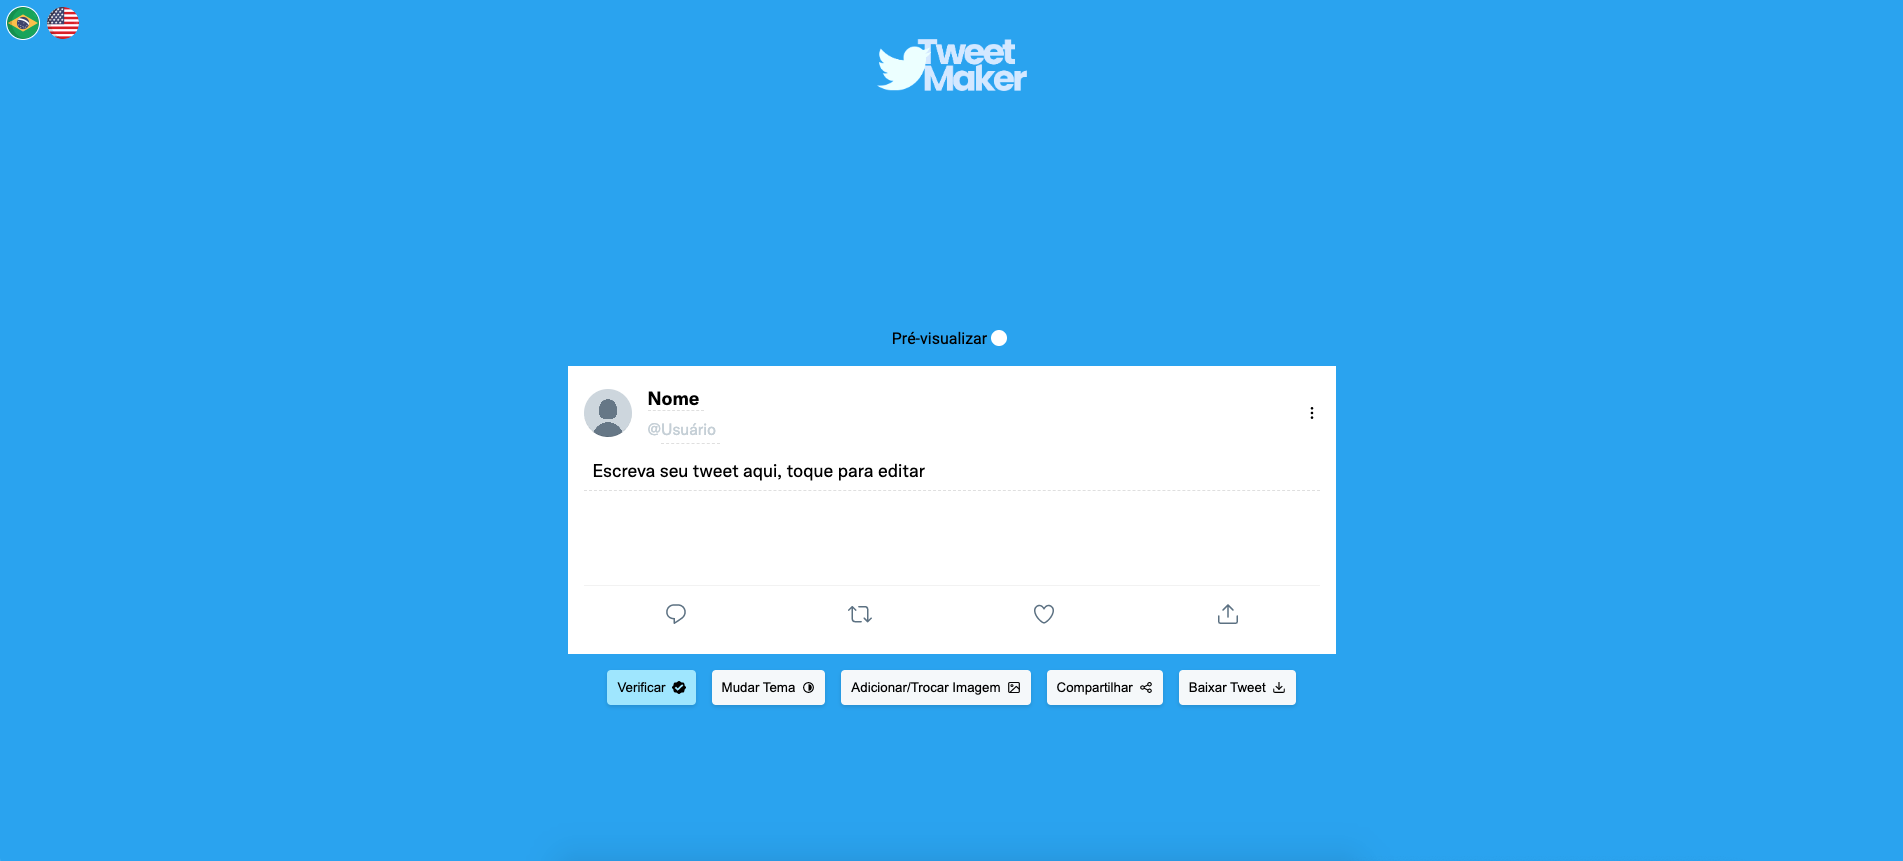 Tweet
Maker
Pré-visualizar
Nome
@Usuário
Escreva seu tweet aqui, toque para editar
Verificar
Mudar Tema
Adicionar/Trocar Imagem
Compartilhar
Baixar Tweet